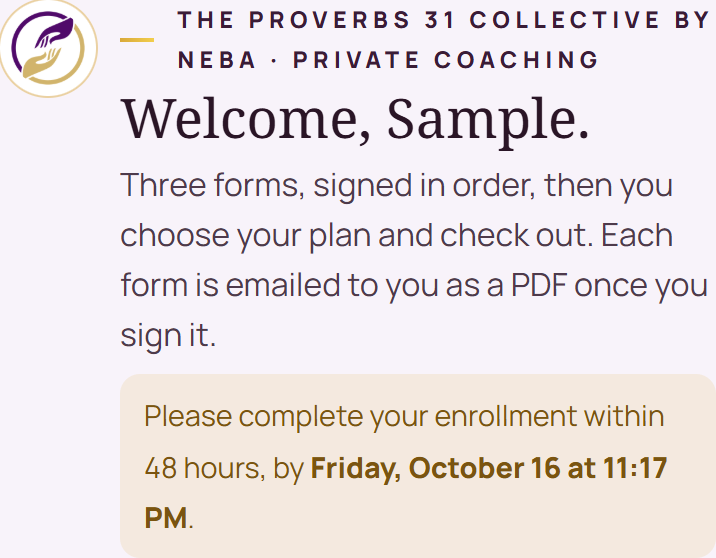 THE PROVERBS 31 COLLECTIVE BY
NEBA · PRIVATE COACHING
Welcome, Sample.
Three forms, signed in order, then you
choose your plan and check out. Each
form is emailed to you as a PDF once you
sign it.
Please complete your enrollment within
48 hours, by Friday, October 16 at 11:17
PM.